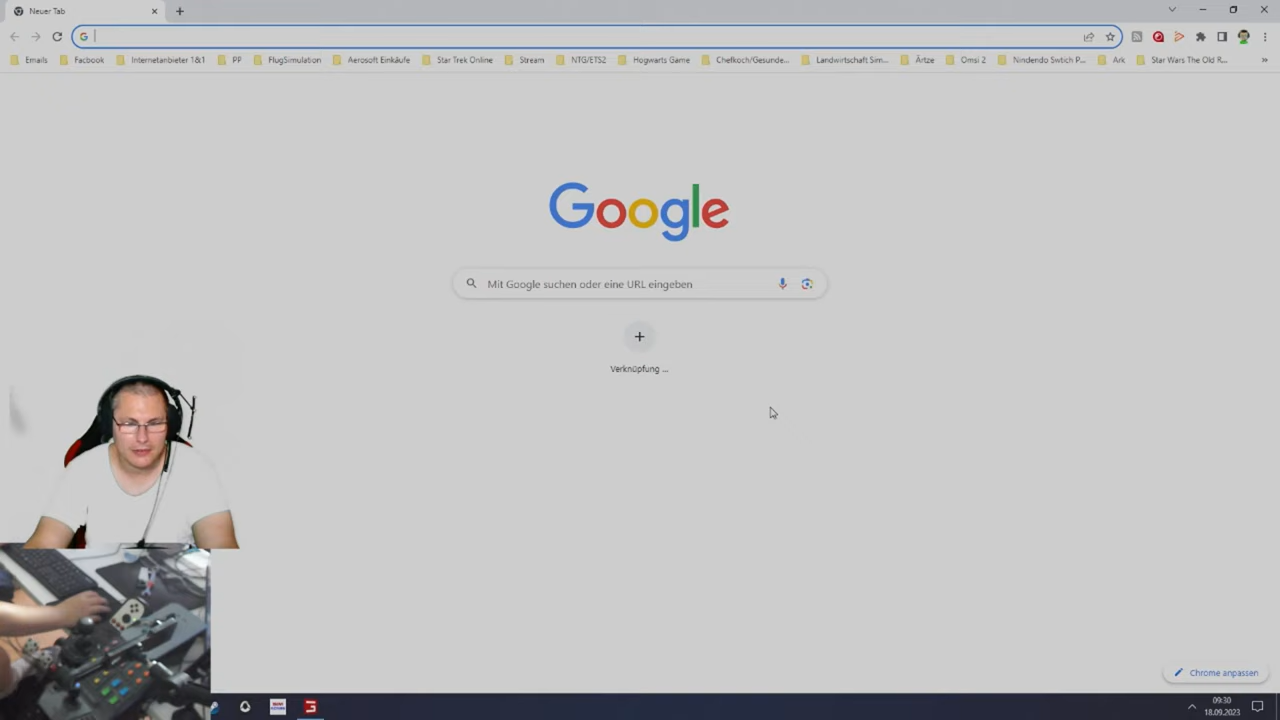 Neuer Tab
Emails
Facbook
Internetanbieter 1&1
PP
FlugSimulation
Aerosoft Einkäufe
Star Trek Online
Stream
NTG/ETS2
Hogwarts Game
Chefkoch/Gesunde...
Landwirtschaft Sim...
Ärtze
Omsi 2
Nindendo Swtich P...
Ark
Star Wars The Old R...
Google
Mit Google suchen oder eine URL eingeben
Verknüpfung ...
Chrome anpassen
09:30
18.09.2023